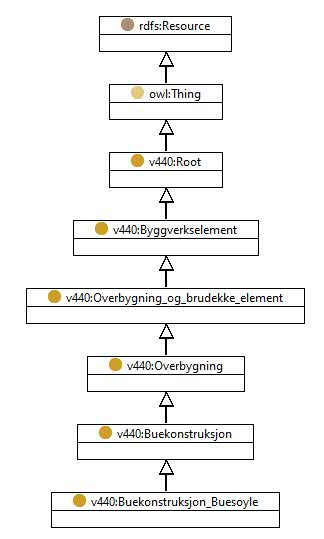 rdfs:Resource
owl:Thing
v440:Root
v440:Byggverkselement
v440:Overbygning_og_brudekke_element
v440:Overbygning
v440:Buekonstruksjon
v440:Buekonstruksjon_Buesoyle